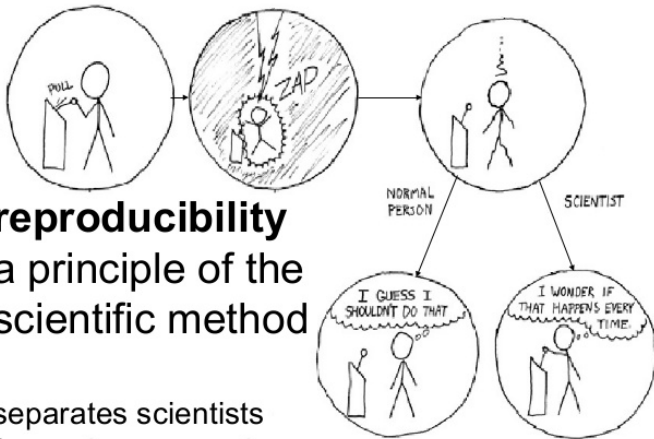 PULL
ZAP
NORMAL
PERSON
SCIENTIST
reproducibility
a principle of the
scientific method
I GUESS I
SHOULDN'T DO THAT
I WONDER IF
THAT HAPPENS EVERY
TIME.
separates scientists